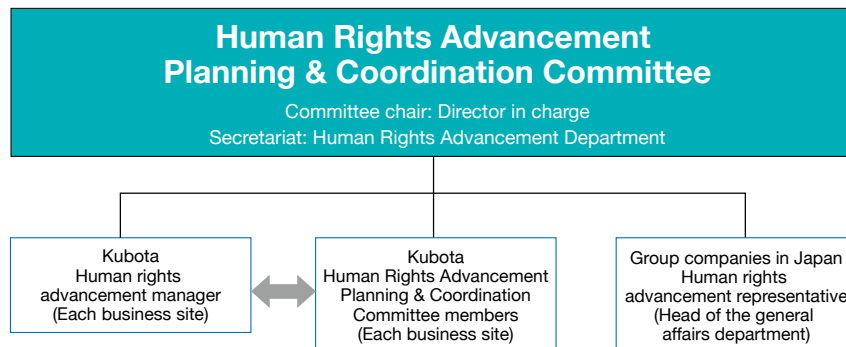 Human Rights Advancement
Planning & Coordination Committee
Committee chair: Director in charge
Secretariat: Human Rights Advancement Department
Kubota
Human rights
advancement manager
(Each business site)
Kubota
Human Rights Advancement
Planning & Coordination
Committee members
(Each business site)
Group companies in Japan
Human rights
advancement representative
(Head of the general
affairs department)